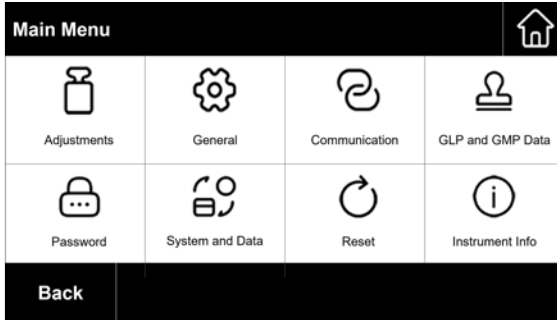 Main Menu
Adjustments
General
Communication
GLP and GMP Data
Password
System and Data
Reset
Instrument Info
Back